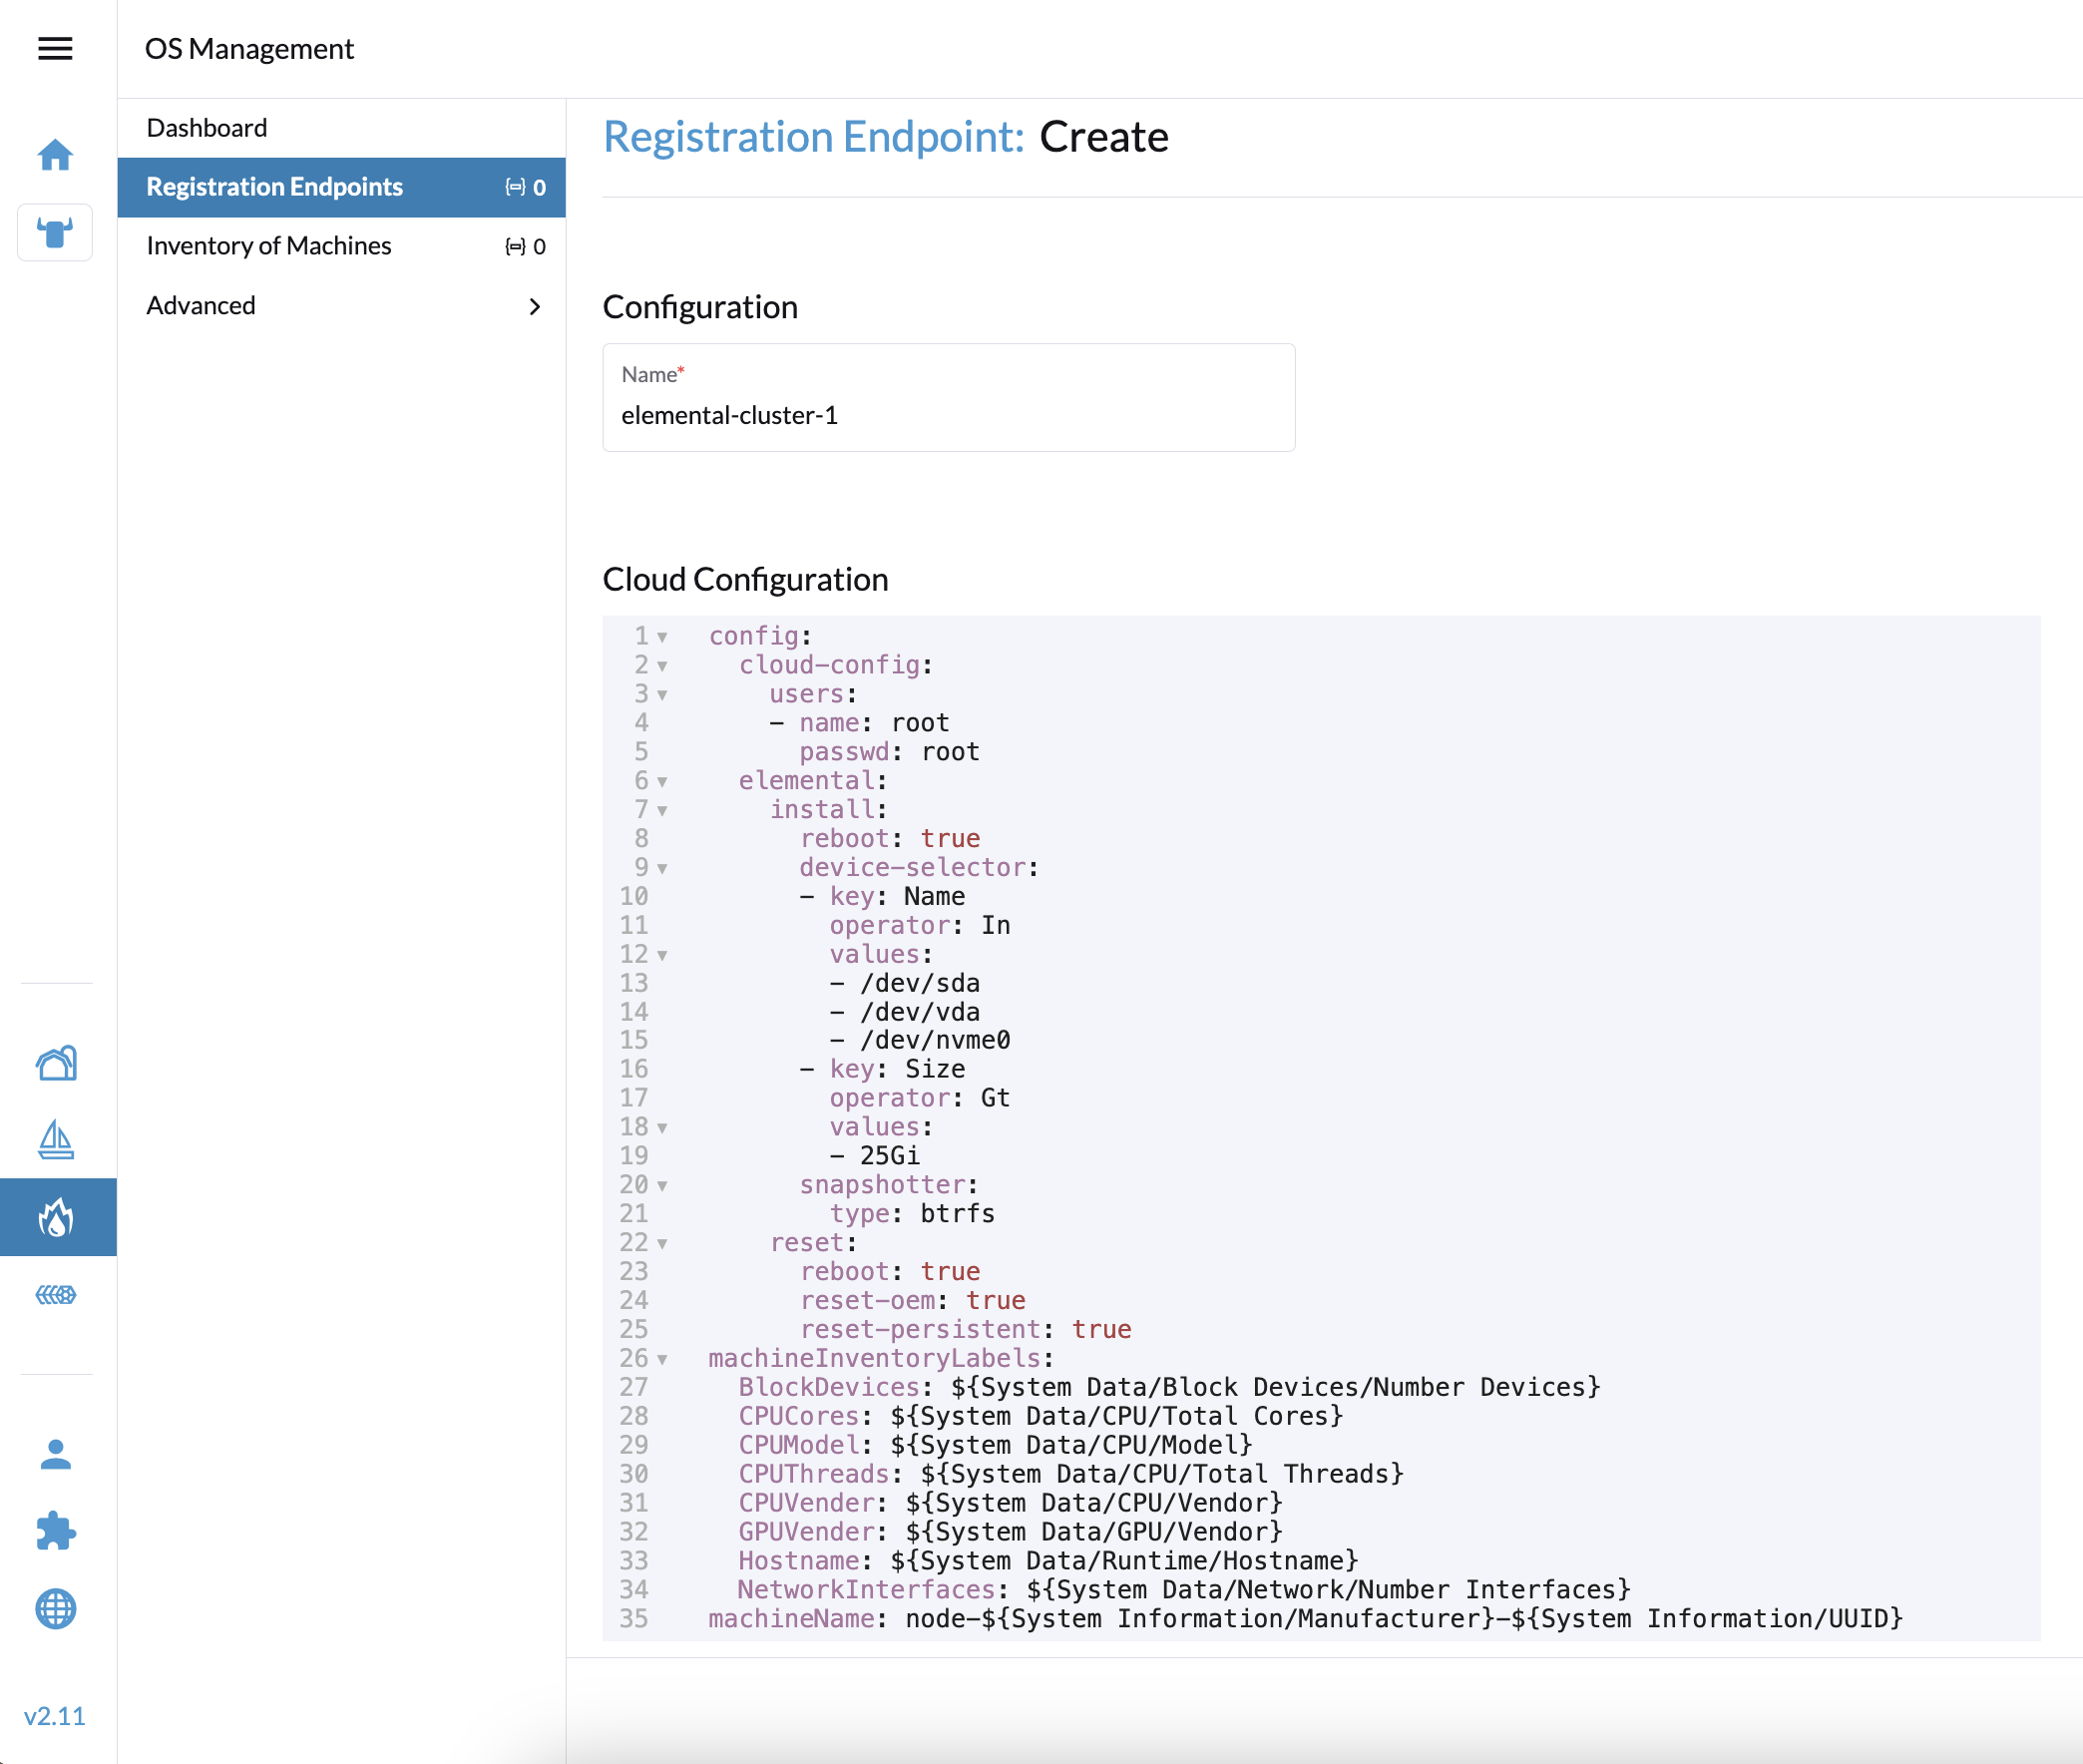 OS Management
Dashboard
Registration Endpoints 0
Inventory of Machines 0
Advanced
v2.11
Registration Endpoint: Create
Configuration
Name*
elemental-cluster-1
Cloud Configuration
1 config:
2   cloud-config:
3     users:
4     - name: root
5       passwd: root
6   elemental:
7     install:
8       reboot: true
9       device-selector:
10       - key: Name
11         operator: In
12         values:
13         - /dev/sda
14         - /dev/vda
15         - /dev/nvme0
16       - key: Size
17         operator: Gt
18         values:
19         - 25Gi
20       snapshotter:
21         type: btrfs
22     reset:
23       reboot: true
24       reset-oem: true
25       reset-persistent: true
26 machineInventoryLabels:
27   BlockDevices: ${System Data/Block Devices/Number Devices}
28   CPUCores: ${System Data/CPU/Total Cores}
29   CPUModel: ${System Data/CPU/Model}
30   CPUThreads: ${System Data/CPU/Total Threads}
31   CPUVender: ${System Data/CPU/Vendor}
32   GPUVender: ${System Data/GPU/Vendor}
33   Hostname: ${System Data/Runtime/Hostname}
34   NetworkInterfaces: ${System Data/Network/Number Interfaces}
35 machineName: node-${System Information/Manufacturer}-${System Information/UUID}